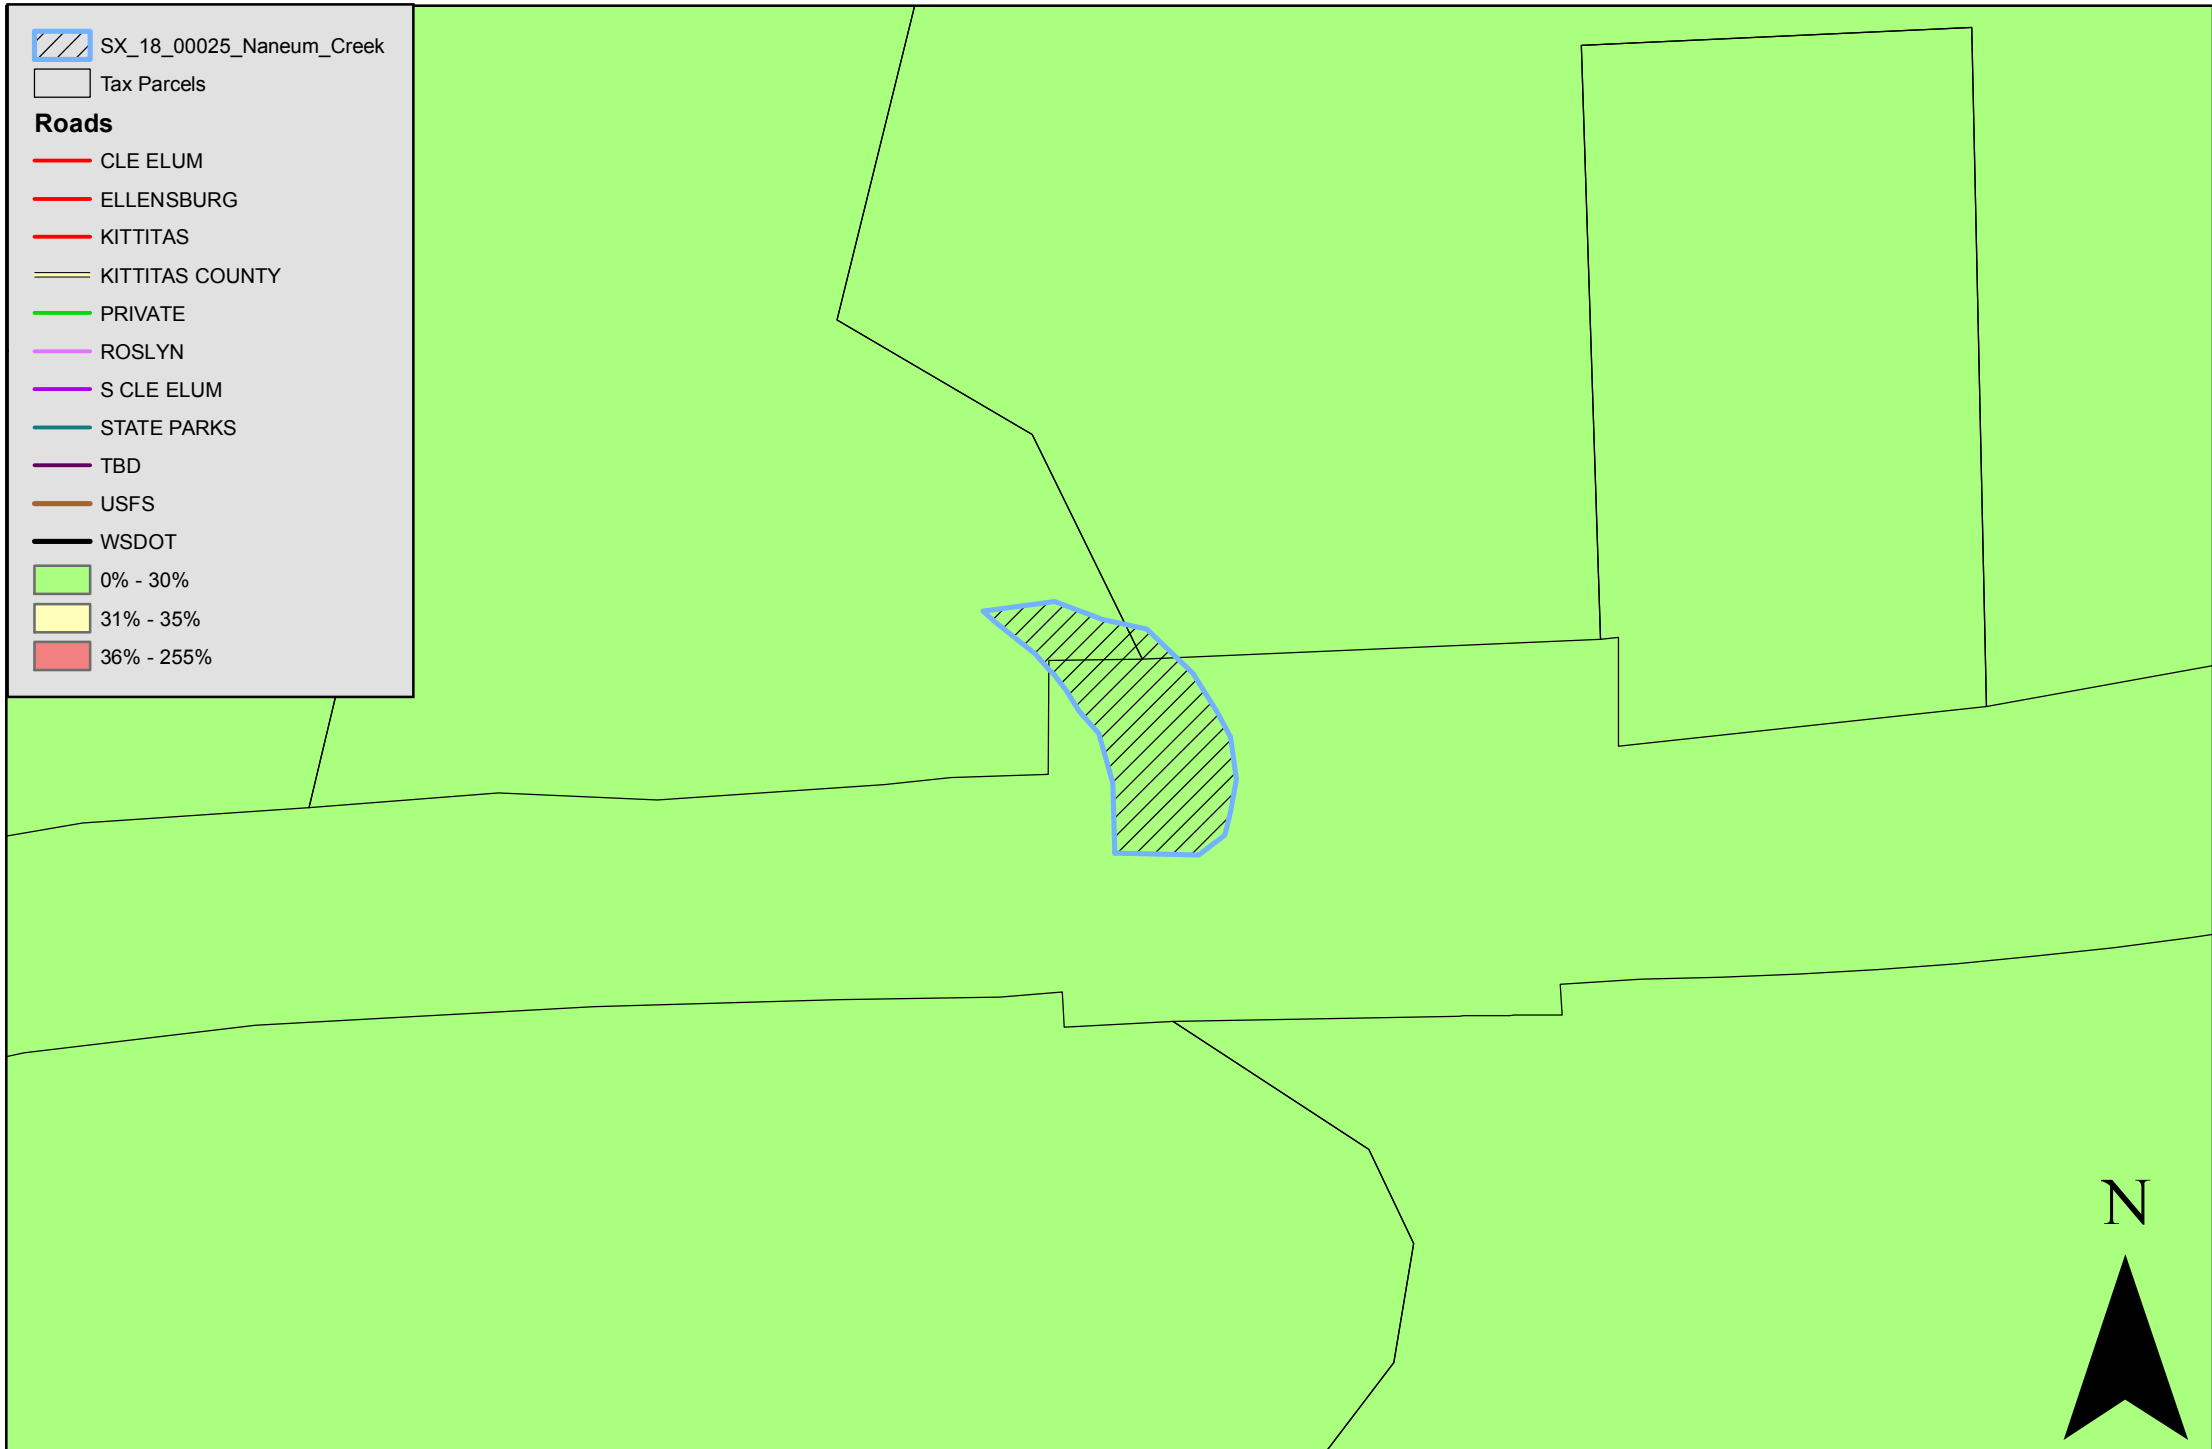 SX_18_00025_Naneum_Creek
Tax Parcels
Roads
CLE ELUM
ELLENSBURG
KITTITAS
KITTITAS COUNTY
PRIVATE
ROSLYN
S CLE ELUM
STATE PARKS
TBD
USFS
WSDOT
0% - 30%
31% - 35%
36% - 255%
N